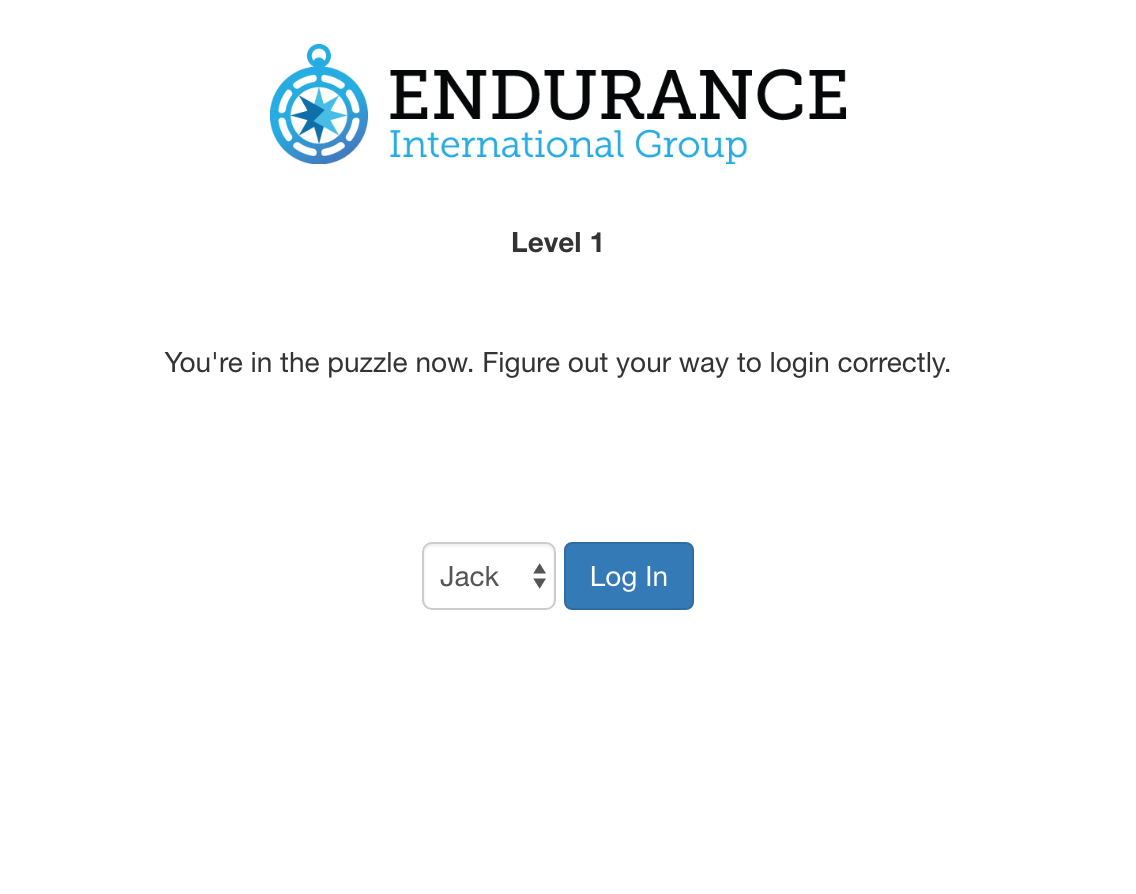 ENDURANCE
International Group
Level 1
You're in the puzzle now. Figure out your way to login correctly.
Jack
Log In